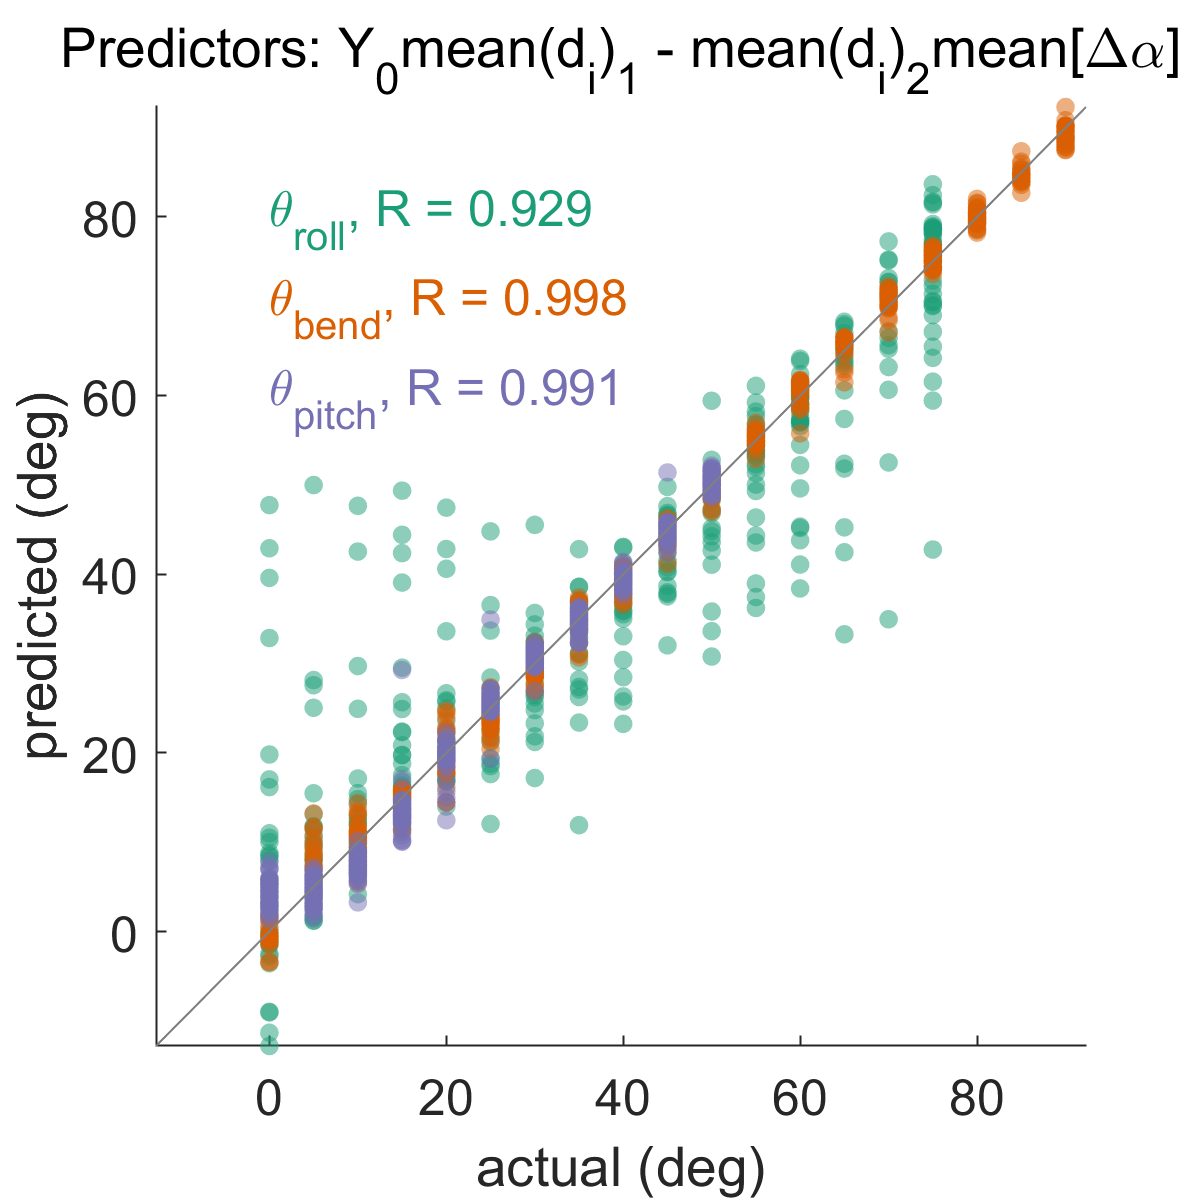 Predictors: Y₀mean(dᵢ)₁ - mean(dᵢ)₂mean[Δα]
θroll, R = 0.929
θbend, R = 0.998
θpitch, R = 0.991
predicted (deg)
80
60
40
20
0
0 20 40 60 80
actual (deg)